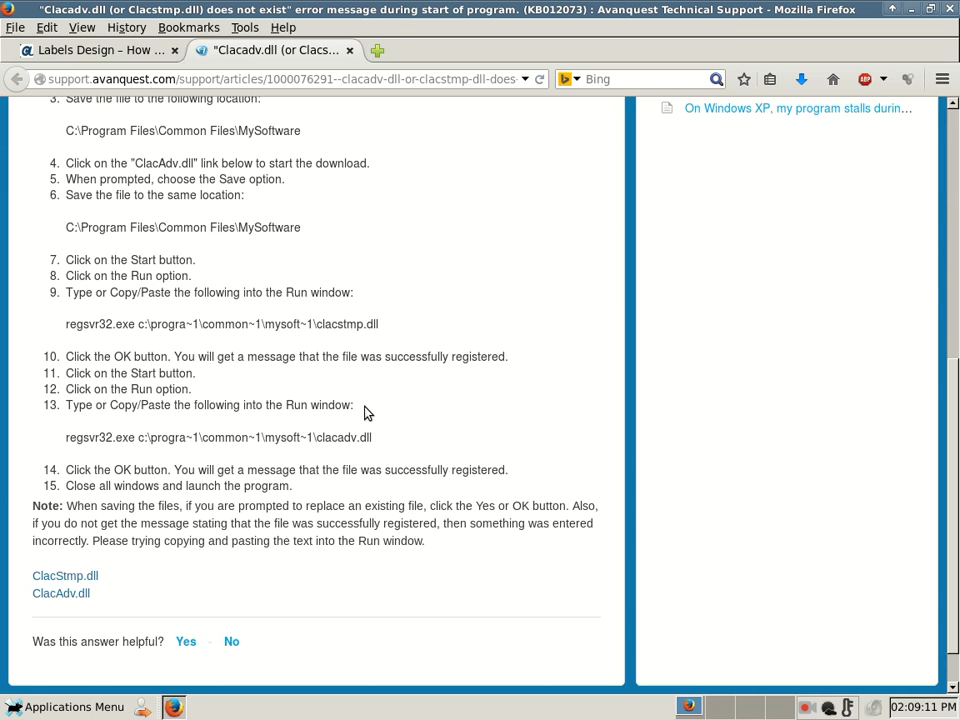 "Clacadv.dll (or Clacstmp.dll) does not exist" error message during start of program. (KB012073) : Avanquest Technical Support - Mozilla Firefox
File Edit View History Bookmarks Tools Help
Labels Design – How ...
"Clacadv.dll (or Clacs...
support.avanquest.com/support/articles/1000076291--clacadv-dll-or-clacstmp-dll-does-
Bing
ABP
3. Save the file to the following location:
On Windows XP, my program stalls durin...
C:\Program Files\Common Files\MySoftware
4. Click on the "ClacAdv.dll" link below to start the download.
5. When prompted, choose the Save option.
6. Save the file to the same location:
C:\Program Files\Common Files\MySoftware
7. Click on the Start button.
8. Click on the Run option.
9. Type or Copy/Paste the following into the Run window:
regsvr32.exe c:\progra~1\common~1\mysoft~1\clacstmp.dll
10. Click the OK button. You will get a message that the file was successfully registered.
11. Click on the Start button.
12. Click on the Run option.
13. Type or Copy/Paste the following into the Run window:
regsvr32.exe c:\progra~1\common~1\mysoft~1\clacadv.dll
14. Click the OK button. You will get a message that the file was successfully registered.
15. Close all windows and launch the program.
Note: When saving the files, if you are prompted to replace an existing file, click the Yes or OK button. Also,
if you do not get the message stating that the file was successfully registered, then something was entered
incorrectly. Please trying copying and pasting the text into the Run window.
ClacStmp.dll
ClacAdv.dll
Was this answer helpful? Yes - No
Applications Menu
02:09:11 PM